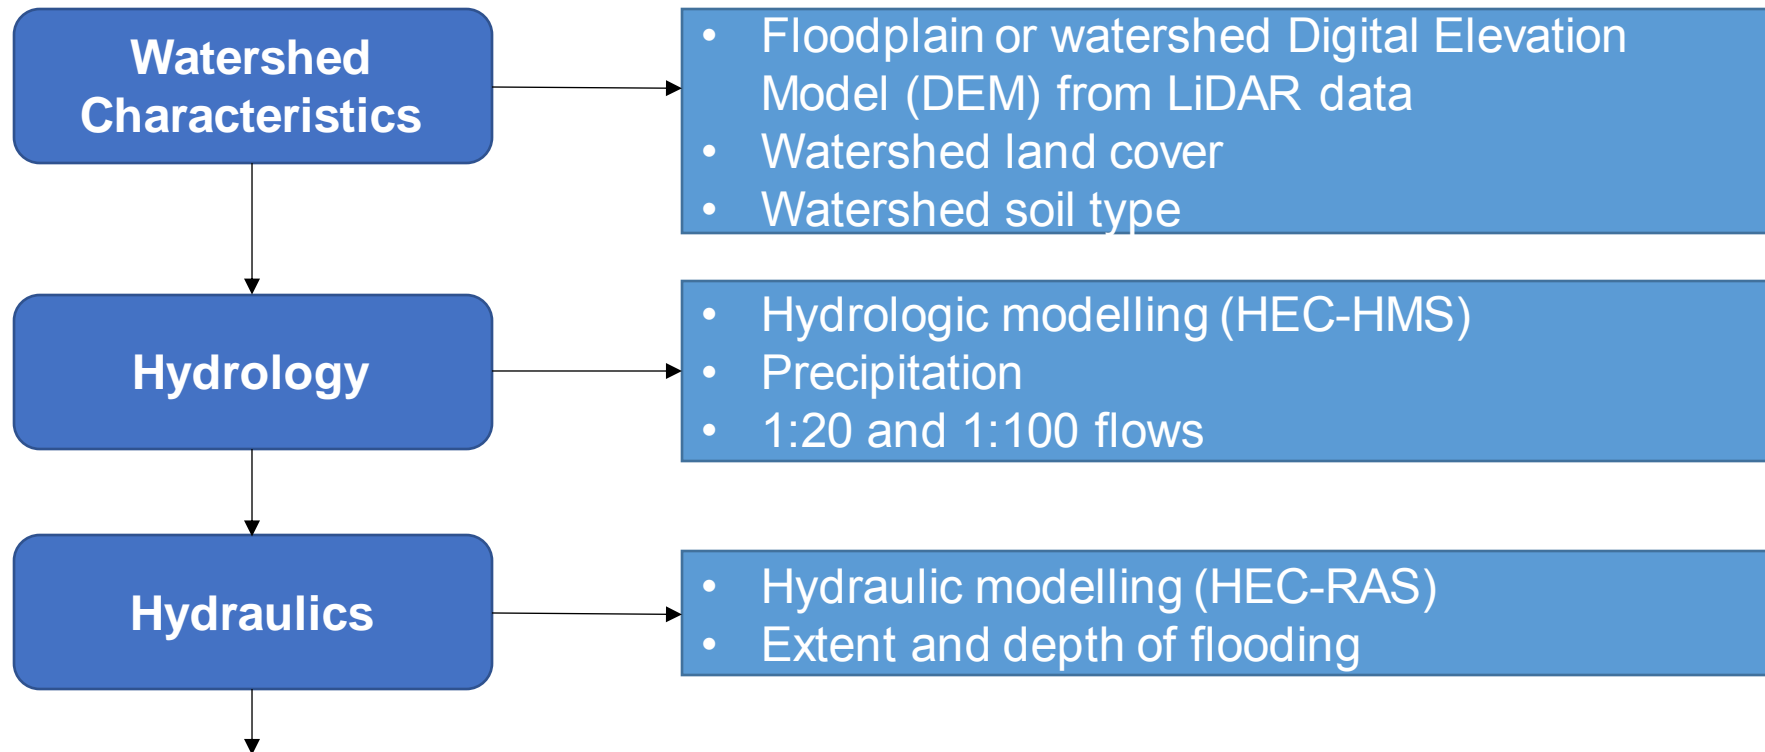 Watershed
Characteristics
• Floodplain or watershed Digital Elevation
Model (DEM) from LiDAR data
• Watershed land cover
• Watershed soil type
Hydrology
• Hydrologic modelling (HEC-HMS)
• Precipitation
• 1:20 and 1:100 flows
Hydraulics
• Hydraulic modelling (HEC-RAS)
• Extent and depth of flooding